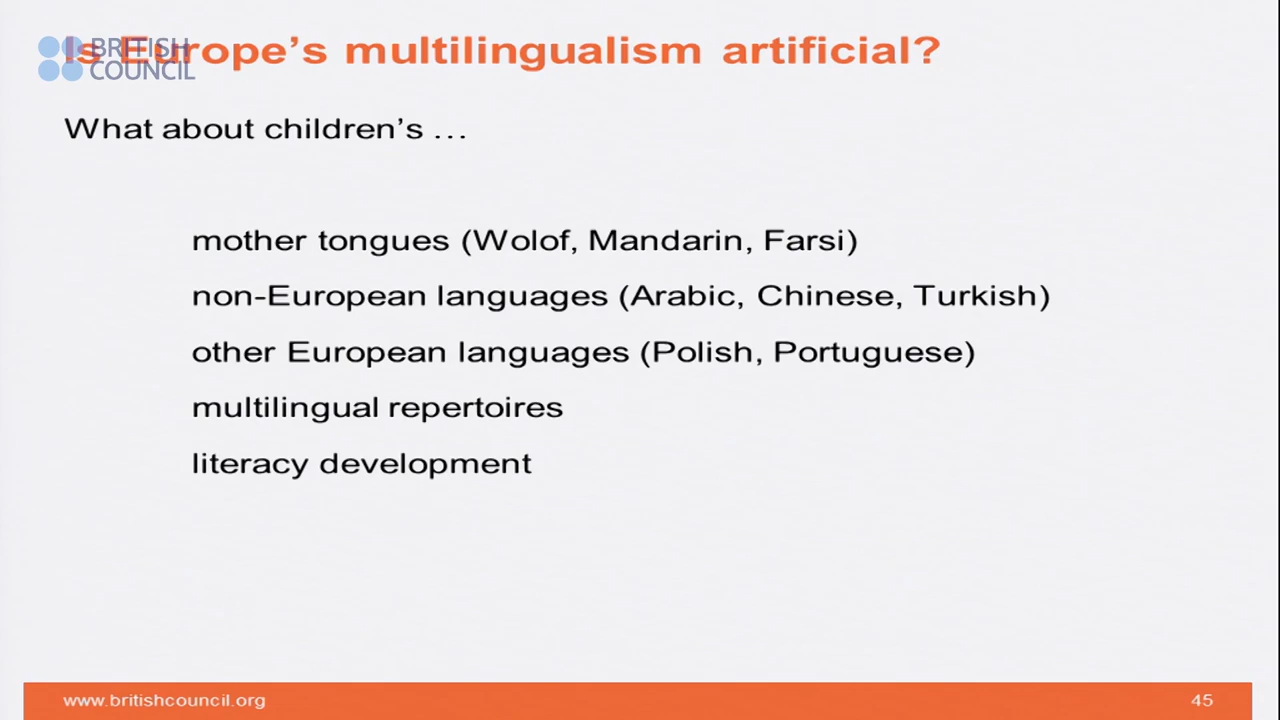 BRITISH
COUNCIL
Is Europe's multilingualism artificial?
What about children's …
mother tongues (Wolof, Mandarin, Farsi)
non-European languages (Arabic, Chinese, Turkish)
other European languages (Polish, Portuguese)
multilingual repertoires
literacy development
www.britishcouncil.org
45